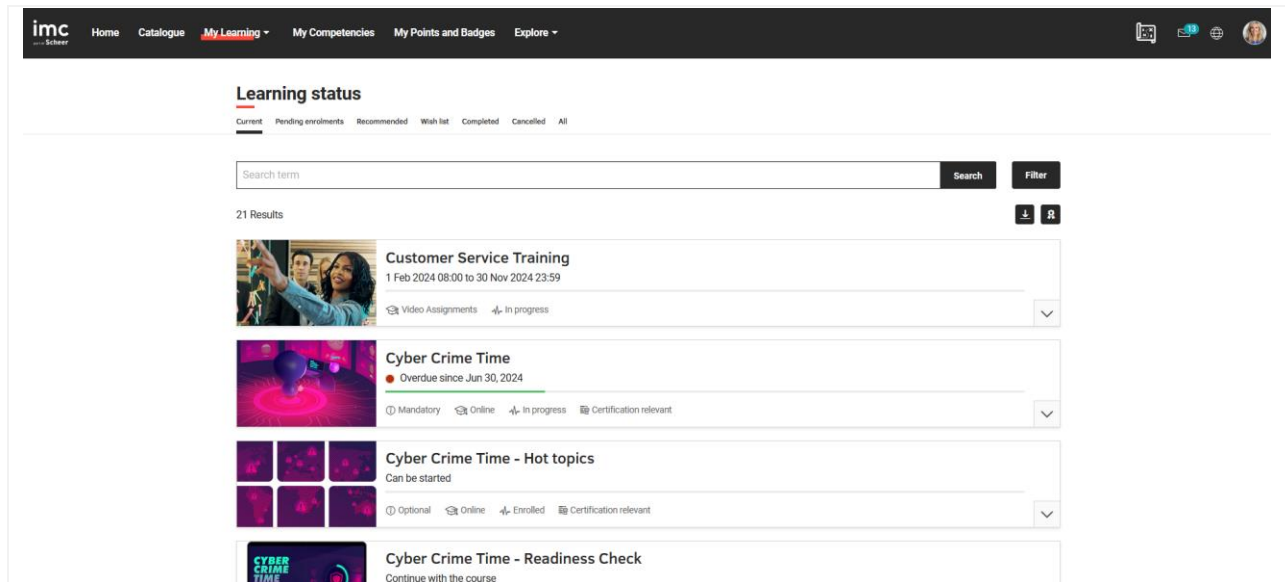 imc
Scheer
Home Catalogue My Learning My Competencies My Points and Badges Explore
13
Learning status
Current Pending enrolments Recommended Wish list Completed Cancelled All
Search term Search Filter
21 Results
Customer Service Training
1 Feb 2024 08:00 to 30 Nov 2024 23:59
Video Assignments In progress
Cyber Crime Time
Overdue since Jun 30, 2024
Mandatory Online In progress Certification relevant
Cyber Crime Time - Hot topics
Can be started
Optional Online Enrolled Certification relevant
CYBER
CRIME
TIME
Cyber Crime Time - Readiness Check
Continue with the course